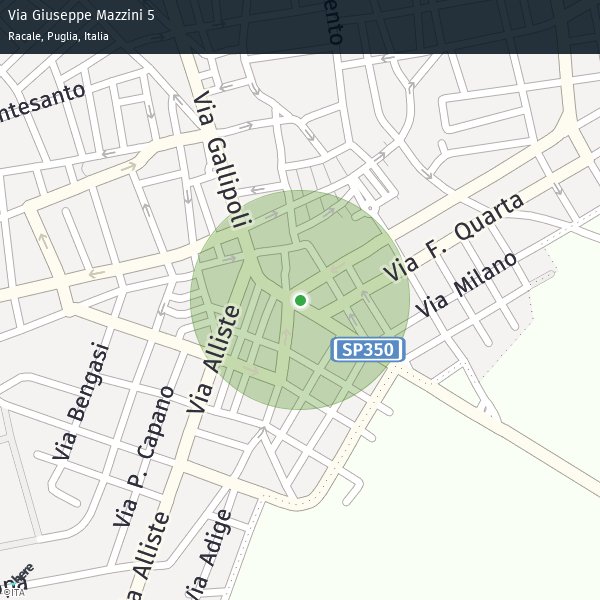 Via Giuseppe Mazzini 5
Racale, Puglia, Italia
ento
ntesanto
Via Gallipoli
Via F. Quarta
Via Milano
Via Alliste
SP350
Via Bengasi
Via P. Capano
Via Adige
a Alliste
here
©ITA